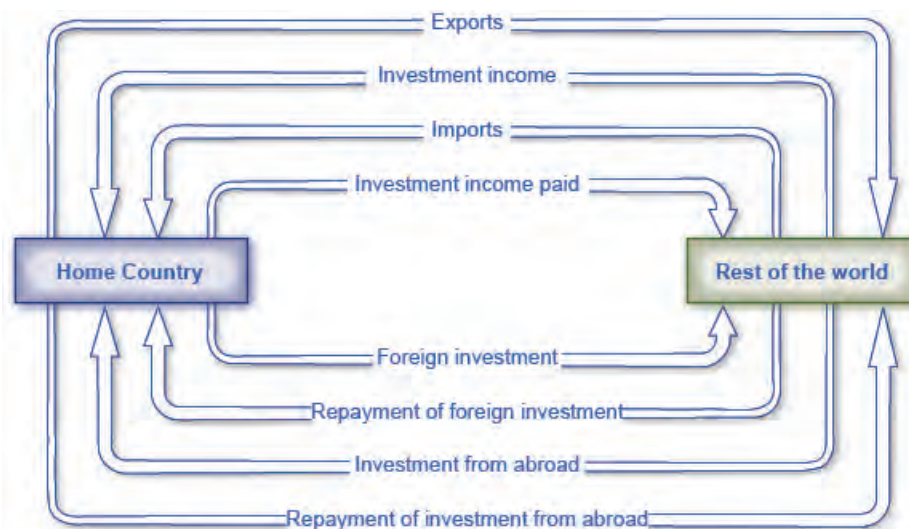 Exports
Investment income
Imports
Investment income paid
Home Country
Rest of the world
Foreign investment
Repayment of foreign investment
Investment from abroad
Repayment of investment from abroad